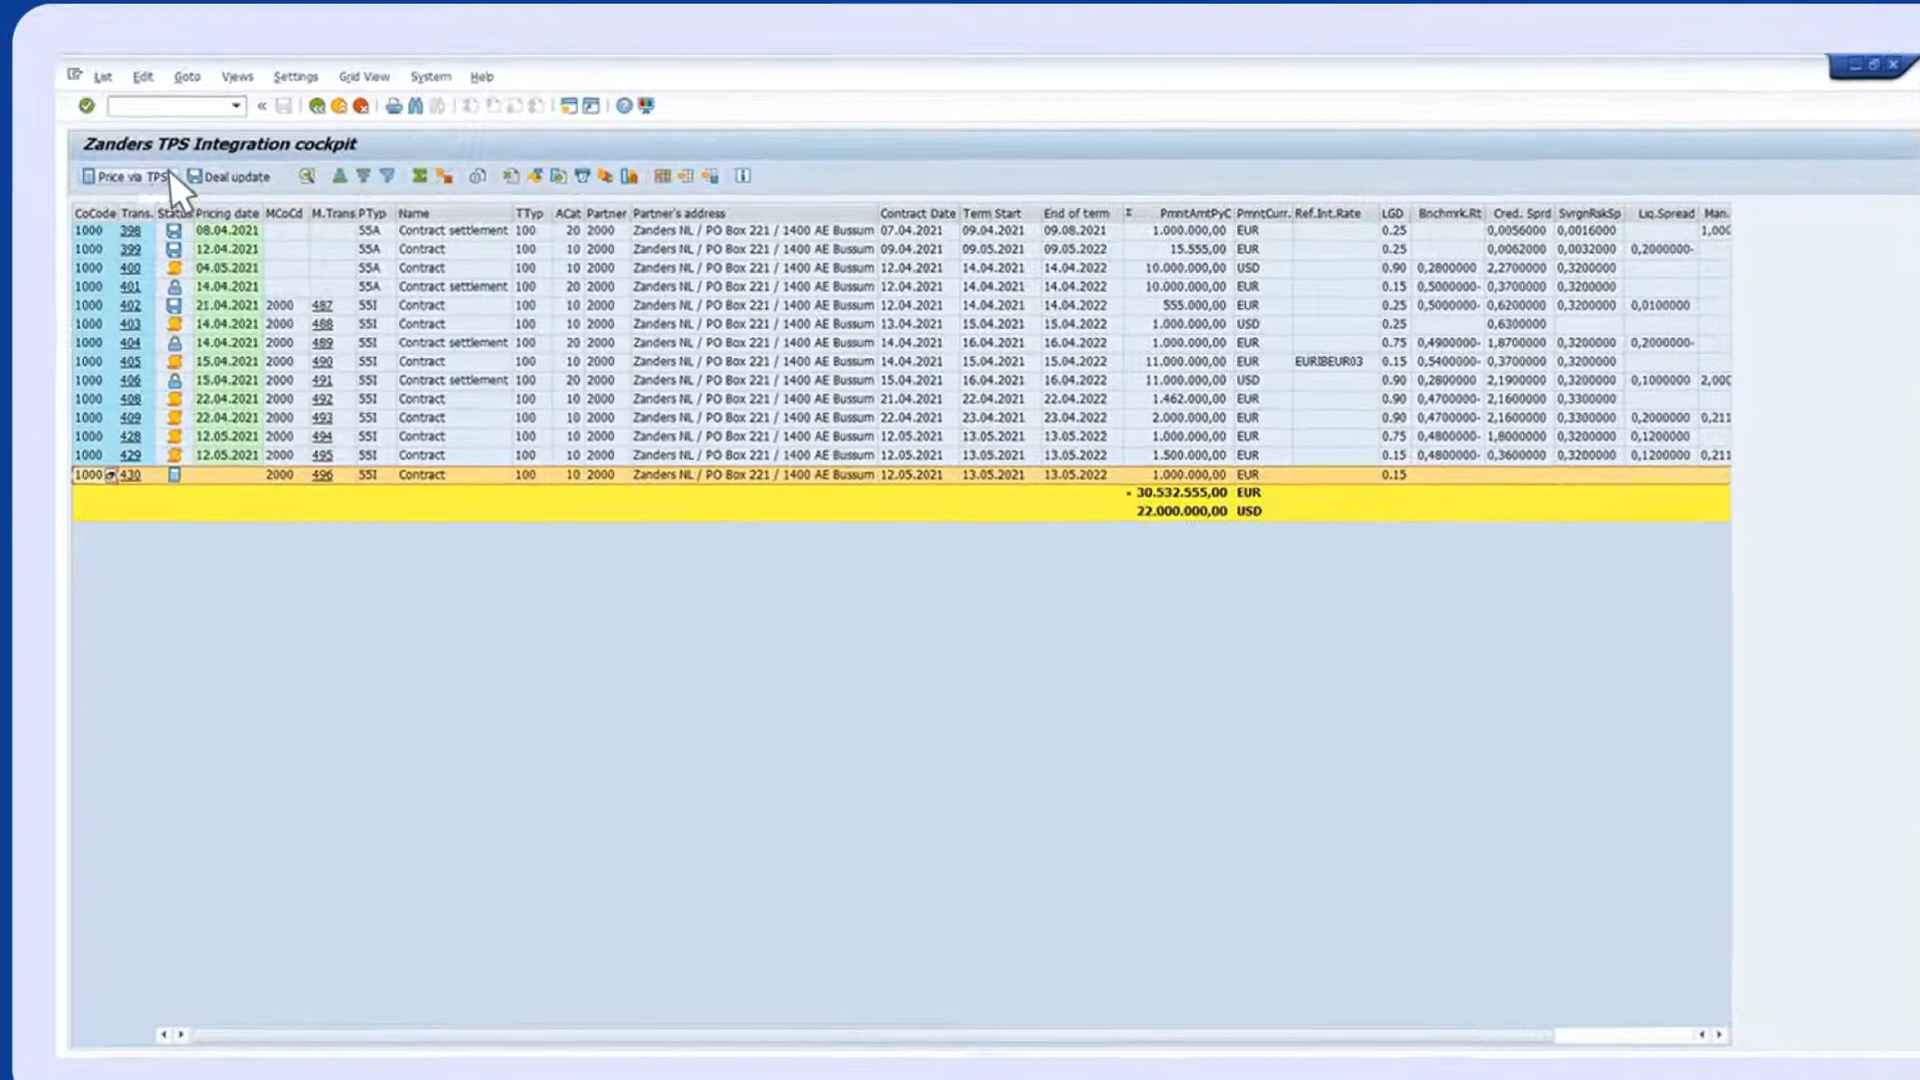 List Edit Goto Views Settings Grid View System Help
Zanders TPS Integration cockpit
Price via TPS Deal update
CoCode Trans. Status Pricing date MCoCd M.Trans PTyp Name TTyp ACat Partner Partner's address Contract Date Term Start End of term Σ PmntAmtPyC PmntCurr. Ref.Int.Rate LGD Bnchmrk.Rt Cred. Sprd SvrgnRskSp Liq.Spread Man.
1000 398 08.04.2021 55A Contract settlement 100 20 2000 Zanders NL / PO Box 221 / 1400 AE Bussum 07.04.2021 09.04.2021 09.08.2021 1.000.000,00 EUR 0.25 0,0056000 0,0016000 1,000
1000 399 12.04.2021 55A Contract 100 10 2000 Zanders NL / PO Box 221 / 1400 AE Bussum 09.04.2021 09.05.2021 09.05.2022 15.555,00 EUR 0.25 0,0062000 0,0032000 0,2000000-
1000 400 04.05.2021 55A Contract 100 10 2000 Zanders NL / PO Box 221 / 1400 AE Bussum 12.04.2021 14.04.2021 14.04.2022 10.000.000,00 USD 0.90 0,2800000 2,2700000 0,3200000
1000 401 14.04.2021 55A Contract settlement 100 20 2000 Zanders NL / PO Box 221 / 1400 AE Bussum 12.04.2021 14.04.2021 14.04.2022 10.000.000,00 EUR 0.15 0,5000000- 0,3700000 0,3200000
1000 402 21.04.2021 2000 487 55I Contract 100 10 2000 Zanders NL / PO Box 221 / 1400 AE Bussum 12.04.2021 14.04.2021 14.04.2022 555.000,00 EUR 0.25 0,5000000- 0,6200000 0,3200000 0,0100000
1000 403 14.04.2021 2000 488 55I Contract 100 10 2000 Zanders NL / PO Box 221 / 1400 AE Bussum 13.04.2021 15.04.2021 15.04.2022 1.000.000,00 USD 0.25 0,6300000
1000 404 14.04.2021 2000 489 55I Contract settlement 100 20 2000 Zanders NL / PO Box 221 / 1400 AE Bussum 14.04.2021 16.04.2021 16.04.2022 1.000.000,00 EUR 0.75 0,4900000- 1,8700000 0,3200000 0,2000000-
1000 405 15.04.2021 2000 490 55I Contract 100 10 2000 Zanders NL / PO Box 221 / 1400 AE Bussum 14.04.2021 15.04.2021 15.04.2022 11.000.000,00 EUR EURIBEUR03 0.15 0,5400000- 0,3700000 0,3200000
1000 406 15.04.2021 2000 491 55I Contract settlement 100 20 2000 Zanders NL / PO Box 221 / 1400 AE Bussum 15.04.2021 16.04.2021 16.04.2022 11.000.000,00 USD 0.90 0,2800000 2,1900000 0,3200000 0,1000000 2,000
1000 408 22.04.2021 2000 492 55I Contract 100 10 2000 Zanders NL / PO Box 221 / 1400 AE Bussum 21.04.2021 22.04.2021 22.04.2022 1.462.000,00 EUR 0.90 0,4700000- 2,1600000 0,3300000
1000 409 22.04.2021 2000 493 55I Contract 100 10 2000 Zanders NL / PO Box 221 / 1400 AE Bussum 22.04.2021 23.04.2021 23.04.2022 2.000.000,00 EUR 0.90 0,4700000- 2,1600000 0,3300000 0,2000000 0,211
1000 428 12.05.2021 2000 494 55I Contract 100 10 2000 Zanders NL / PO Box 221 / 1400 AE Bussum 12.05.2021 13.05.2021 13.05.2022 1.000.000,00 EUR 0.75 0,4800000- 1,8000000 0,3200000 0,1200000
1000 429 12.05.2021 2000 495 55I Contract 100 10 2000 Zanders NL / PO Box 221 / 1400 AE Bussum 12.05.2021 13.05.2021 13.05.2022 1.500.000,00 EUR 0.15 0,4800000- 0,3600000 0,3200000 0,1200000 0,211
1000 430 2000 496 55I Contract 100 10 2000 Zanders NL / PO Box 221 / 1400 AE Bussum 12.05.2021 13.05.2021 13.05.2022 1.000.000,00 EUR 0.15
▪ 30.532.555,00 EUR
22.000.000,00 USD